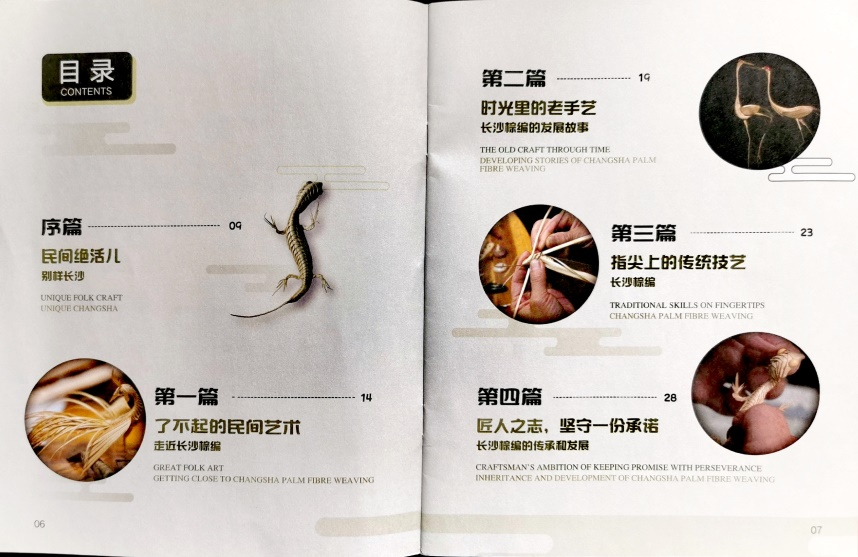 目录
CONTENTS
序篇 09
民间绝活儿
别样长沙
UNIQUE FOLK CRAFT
UNIQUE CHANGSHA
第一篇 14
了不起的民间艺术
走近长沙棕编
GREAT FOLK ART
GETTING CLOSE TO CHANGSHA PALM FIBRE WEAVING
06
第二篇 19
时光里的老手艺
长沙棕编的发展故事
THE OLD CRAFT THROUGH TIME
DEVELOPING STORIES OF CHANGSHA PALM
FIBRE WEAVING
第三篇 23
指尖上的传统技艺
长沙棕编
TRADITIONAL SKILLS ON FINGERTIPS
CHANGSHA PALM FIBRE WEAVING
第四篇 28
匠人之志，坚守一份承诺
长沙棕编的传承和发展
CRAFTSMAN'S AMBITION OF KEEPING PROMISE WITH PERSEVERANCE
INHERITANCE AND DEVELOPMENT OF CHANGSHA PALM FIBRE WEAVING
07